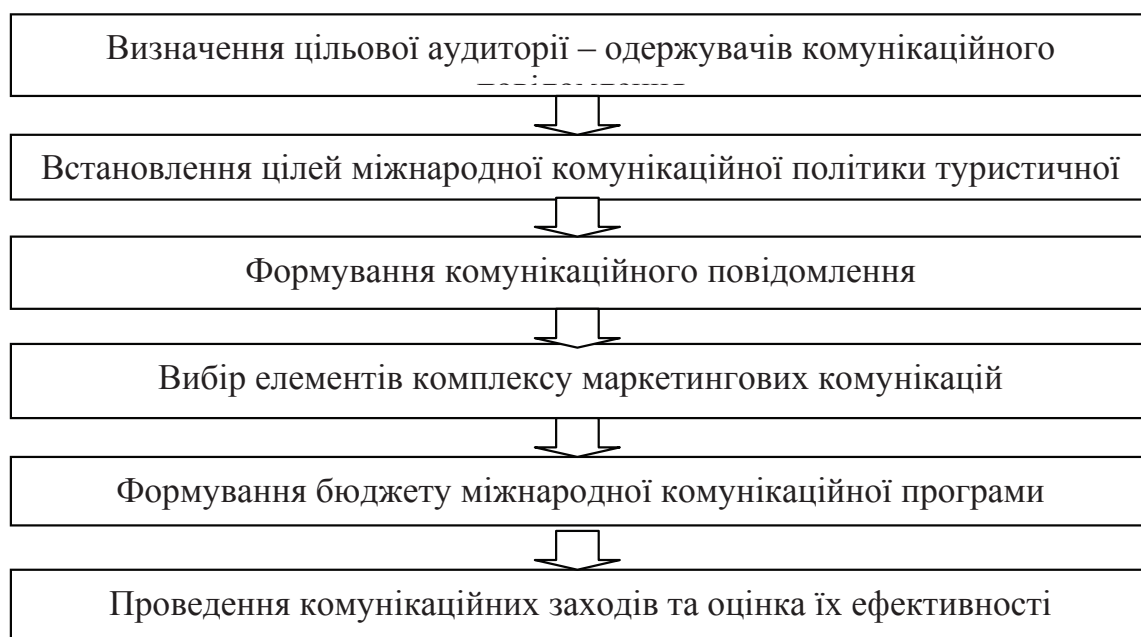 Визначення цільової аудиторії – одержувачів комунікаційного
Встановлення цілей міжнародної комунікаційної політики туристичної
Формування комунікаційного повідомлення
Вибір елементів комплексу маркетингових комунікацій
Формування бюджету міжнародної комунікаційної програми
Проведення комунікаційних заходів та оцінка їх ефективності